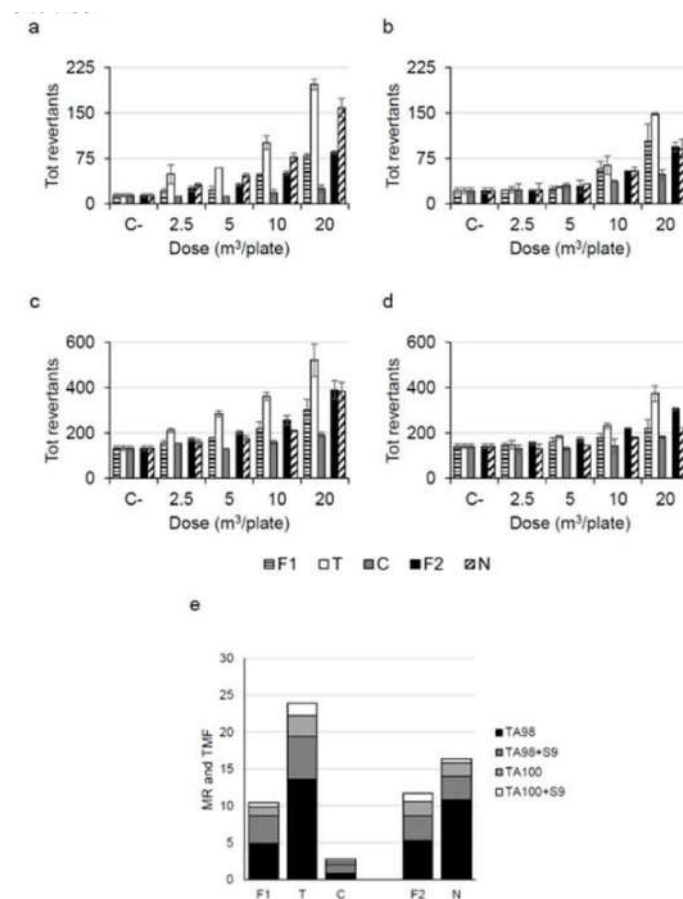 a
b
Tot revertants
225
150
75
0
C- 2.5 5 10 20
Dose (m³/plate)
Tot revertants
225
150
75
0
C- 2.5 5 10 20
Dose (m³/plate)
c
d
Tot revertants
600
400
200
0
C- 2.5 5 10 20
Dose (m³/plate)
Tot revertants
600
400
200
0
C- 2.5 5 10 20
Dose (m³/plate)
F1 T C F2 N
e
MR and TMF
30
25
20
15
10
5
0
F1 T C F2 N
TA98
TA98+S9
TA100
TA100+S9